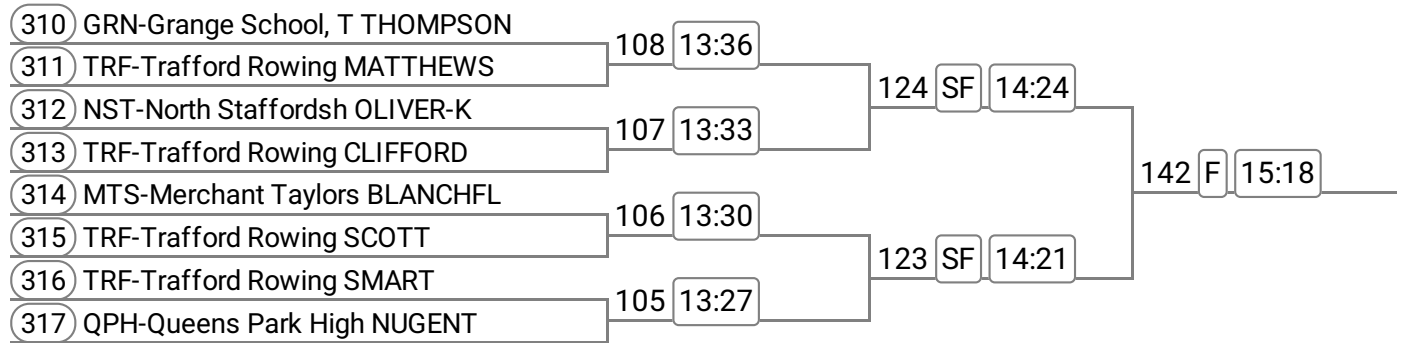 310 GRN-Grange School, T THOMPSON
108 13:36
311 TRF-Trafford Rowing MATTHEWS
124 SF 14:24
312 NST-North Staffordsh OLIVER-K
107 13:33
313 TRF-Trafford Rowing CLIFFORD
142 F 15:18
314 MTS-Merchant Taylors BLANCHFL
106 13:30
315 TRF-Trafford Rowing SCOTT
123 SF 14:21
316 TRF-Trafford Rowing SMART
105 13:27
317 QPH-Queens Park High NUGENT